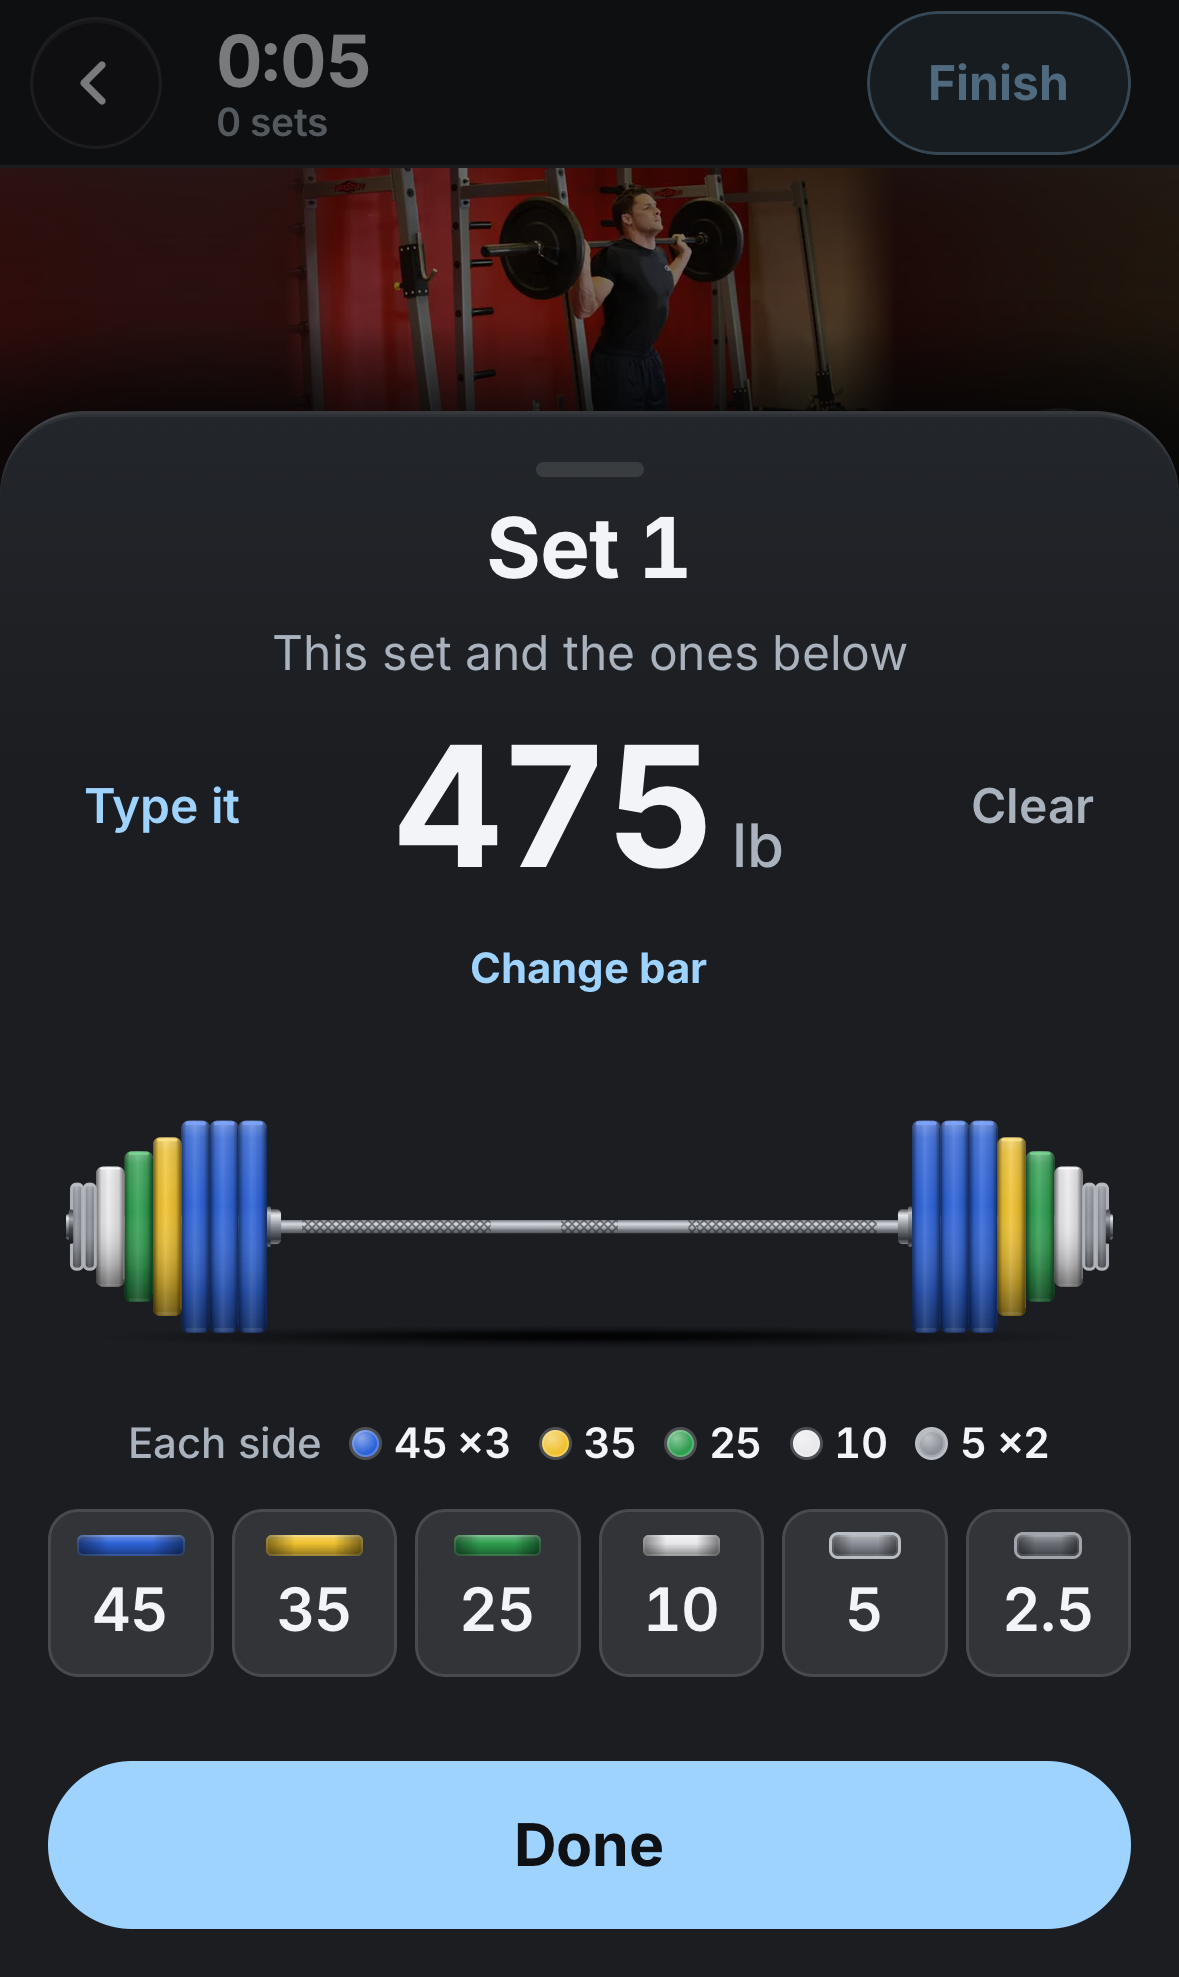 0:05
0 sets
Finish
Set 1
This set and the ones below
Type it
475 lb
Clear
Change bar
Each side 45 ×3 35 25 10 5 ×2
45 35 25 10 5 2.5
Done